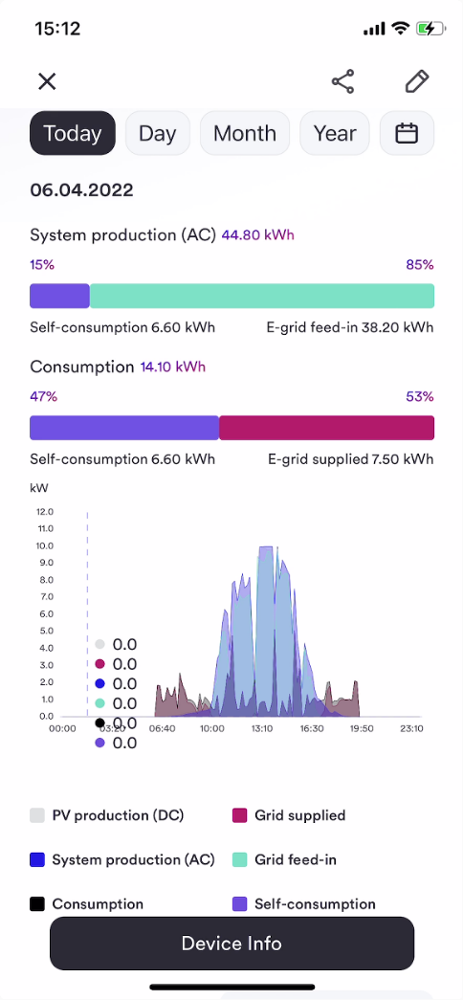 15:12
Today Day Month Year
06.04.2022
System production (AC) 44.80 kWh
15% 85%
Self-consumption 6.60 kWh E-grid feed-in 38.20 kWh
Consumption 14.10 kWh
47% 53%
Self-consumption 6.60 kWh E-grid supplied 7.50 kWh
kW
12.0
11.0
10.0
9.0
8.0
7.0
6.0
5.0
4.0
3.0
2.0
1.0
0.0
0.0
0.0
0.0
0.0
0.0
0.0
00:00 03:20 06:40 10:00 13:10 16:30 19:50 23:10
PV production (DC) Grid supplied
System production (AC) Grid feed-in
Consumption Self-consumption
Device Info